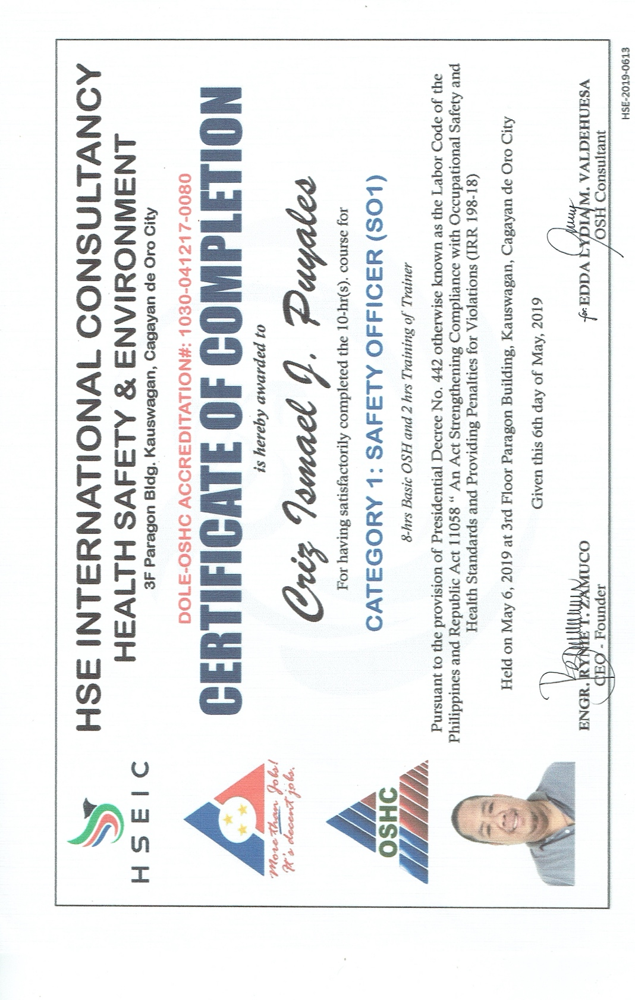 HSE INTERNATIONAL CONSULTANCY
HEALTH SAFETY & ENVIRONMENT
3F Paragon Bldg. Kauswagan, Cagayan de Oro City
HSEIC
DOLE-OSHC ACCREDITATION#: 1030-041217-0080
CERTIFICATE OF COMPLETION
is hereby awarded to
More than Jobs!
It's decent jobs.
Criz Ismael J. Puyales
For having satisfactorily completed the 10-hr(s). course for
CATEGORY 1: SAFETY OFFICER (SO1)
OSHC
8-hrs Basic OSH and 2 hrs Training of Trainer
Pursuant to the provision of Presidential Decree No. 442 otherwise known as the Labor Code of the
Philippines and Republic Act 11058 “ An Act Strengthening Compliance with Occupational Safety and
Health Standards and Providing Penalties for Violations (IRR 198-18)
Held on May 6, 2019 at 3rd Floor Paragon Building, Kauswagan, Cagayan de Oro City
Given this 6th day of May, 2019
ENGR. RYNIE T. ZAMUCO
CEO - Founder
for: EDDA LYDIA M. VALDEHUESA
OSH Consultant
HSE-2019-0613